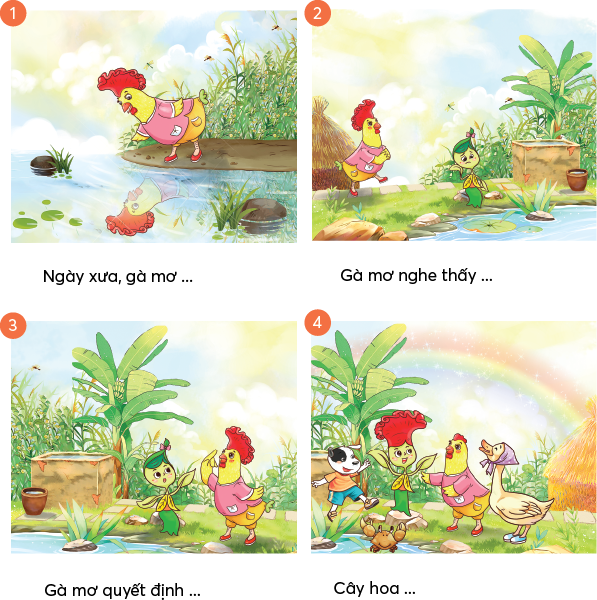 1
2
Ngày xưa, gà mơ ...
Gà mơ nghe thấy ...
3
4
Gà mơ quyết định ...
Cây hoa ...